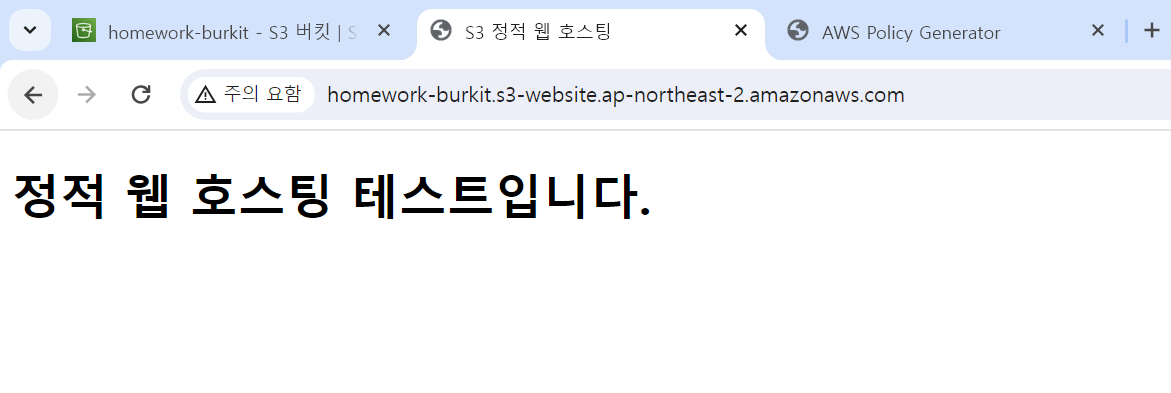 homework-burkit - S3 버킷 | S
S3 정적 웹 호스팅
AWS Policy Generator
주의 요함
homework-burkit.s3-website.ap-northeast-2.amazonaws.com
정적 웹 호스팅 테스트입니다.